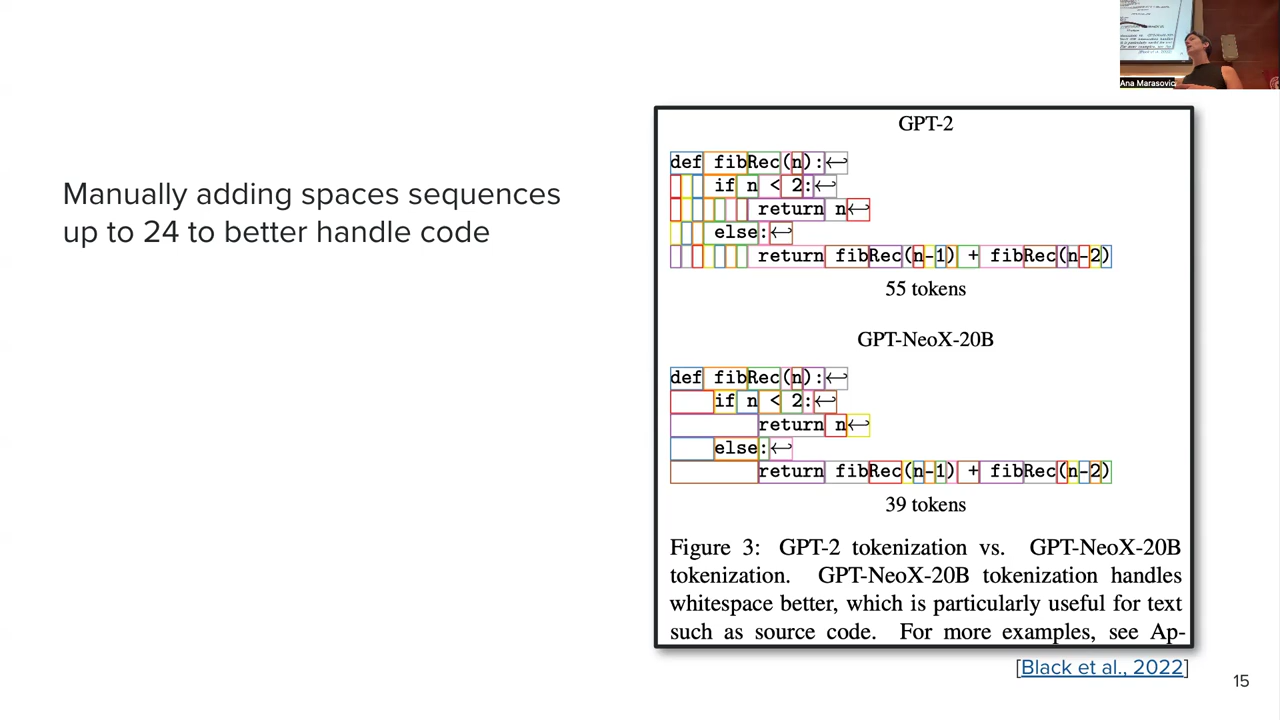 Ana Marasovic
Manually adding spaces sequences
up to 24 to better handle code
GPT-2
def fibRec(n):↩
if n < 2:↩
return n↩
else:↩
return fibRec(n-1) + fibRec(n-2)
55 tokens
GPT-NeoX-20B
def fibRec(n):↩
if n < 2:↩
return n↩
else:↩
return fibRec(n-1) + fibRec(n-2)
39 tokens
Figure 3: GPT-2 tokenization vs. GPT-NeoX-20B
tokenization. GPT-NeoX-20B tokenization handles
whitespace better, which is particularly useful for text
such as source code. For more examples, see Ap-
[Black et al., 2022]
15